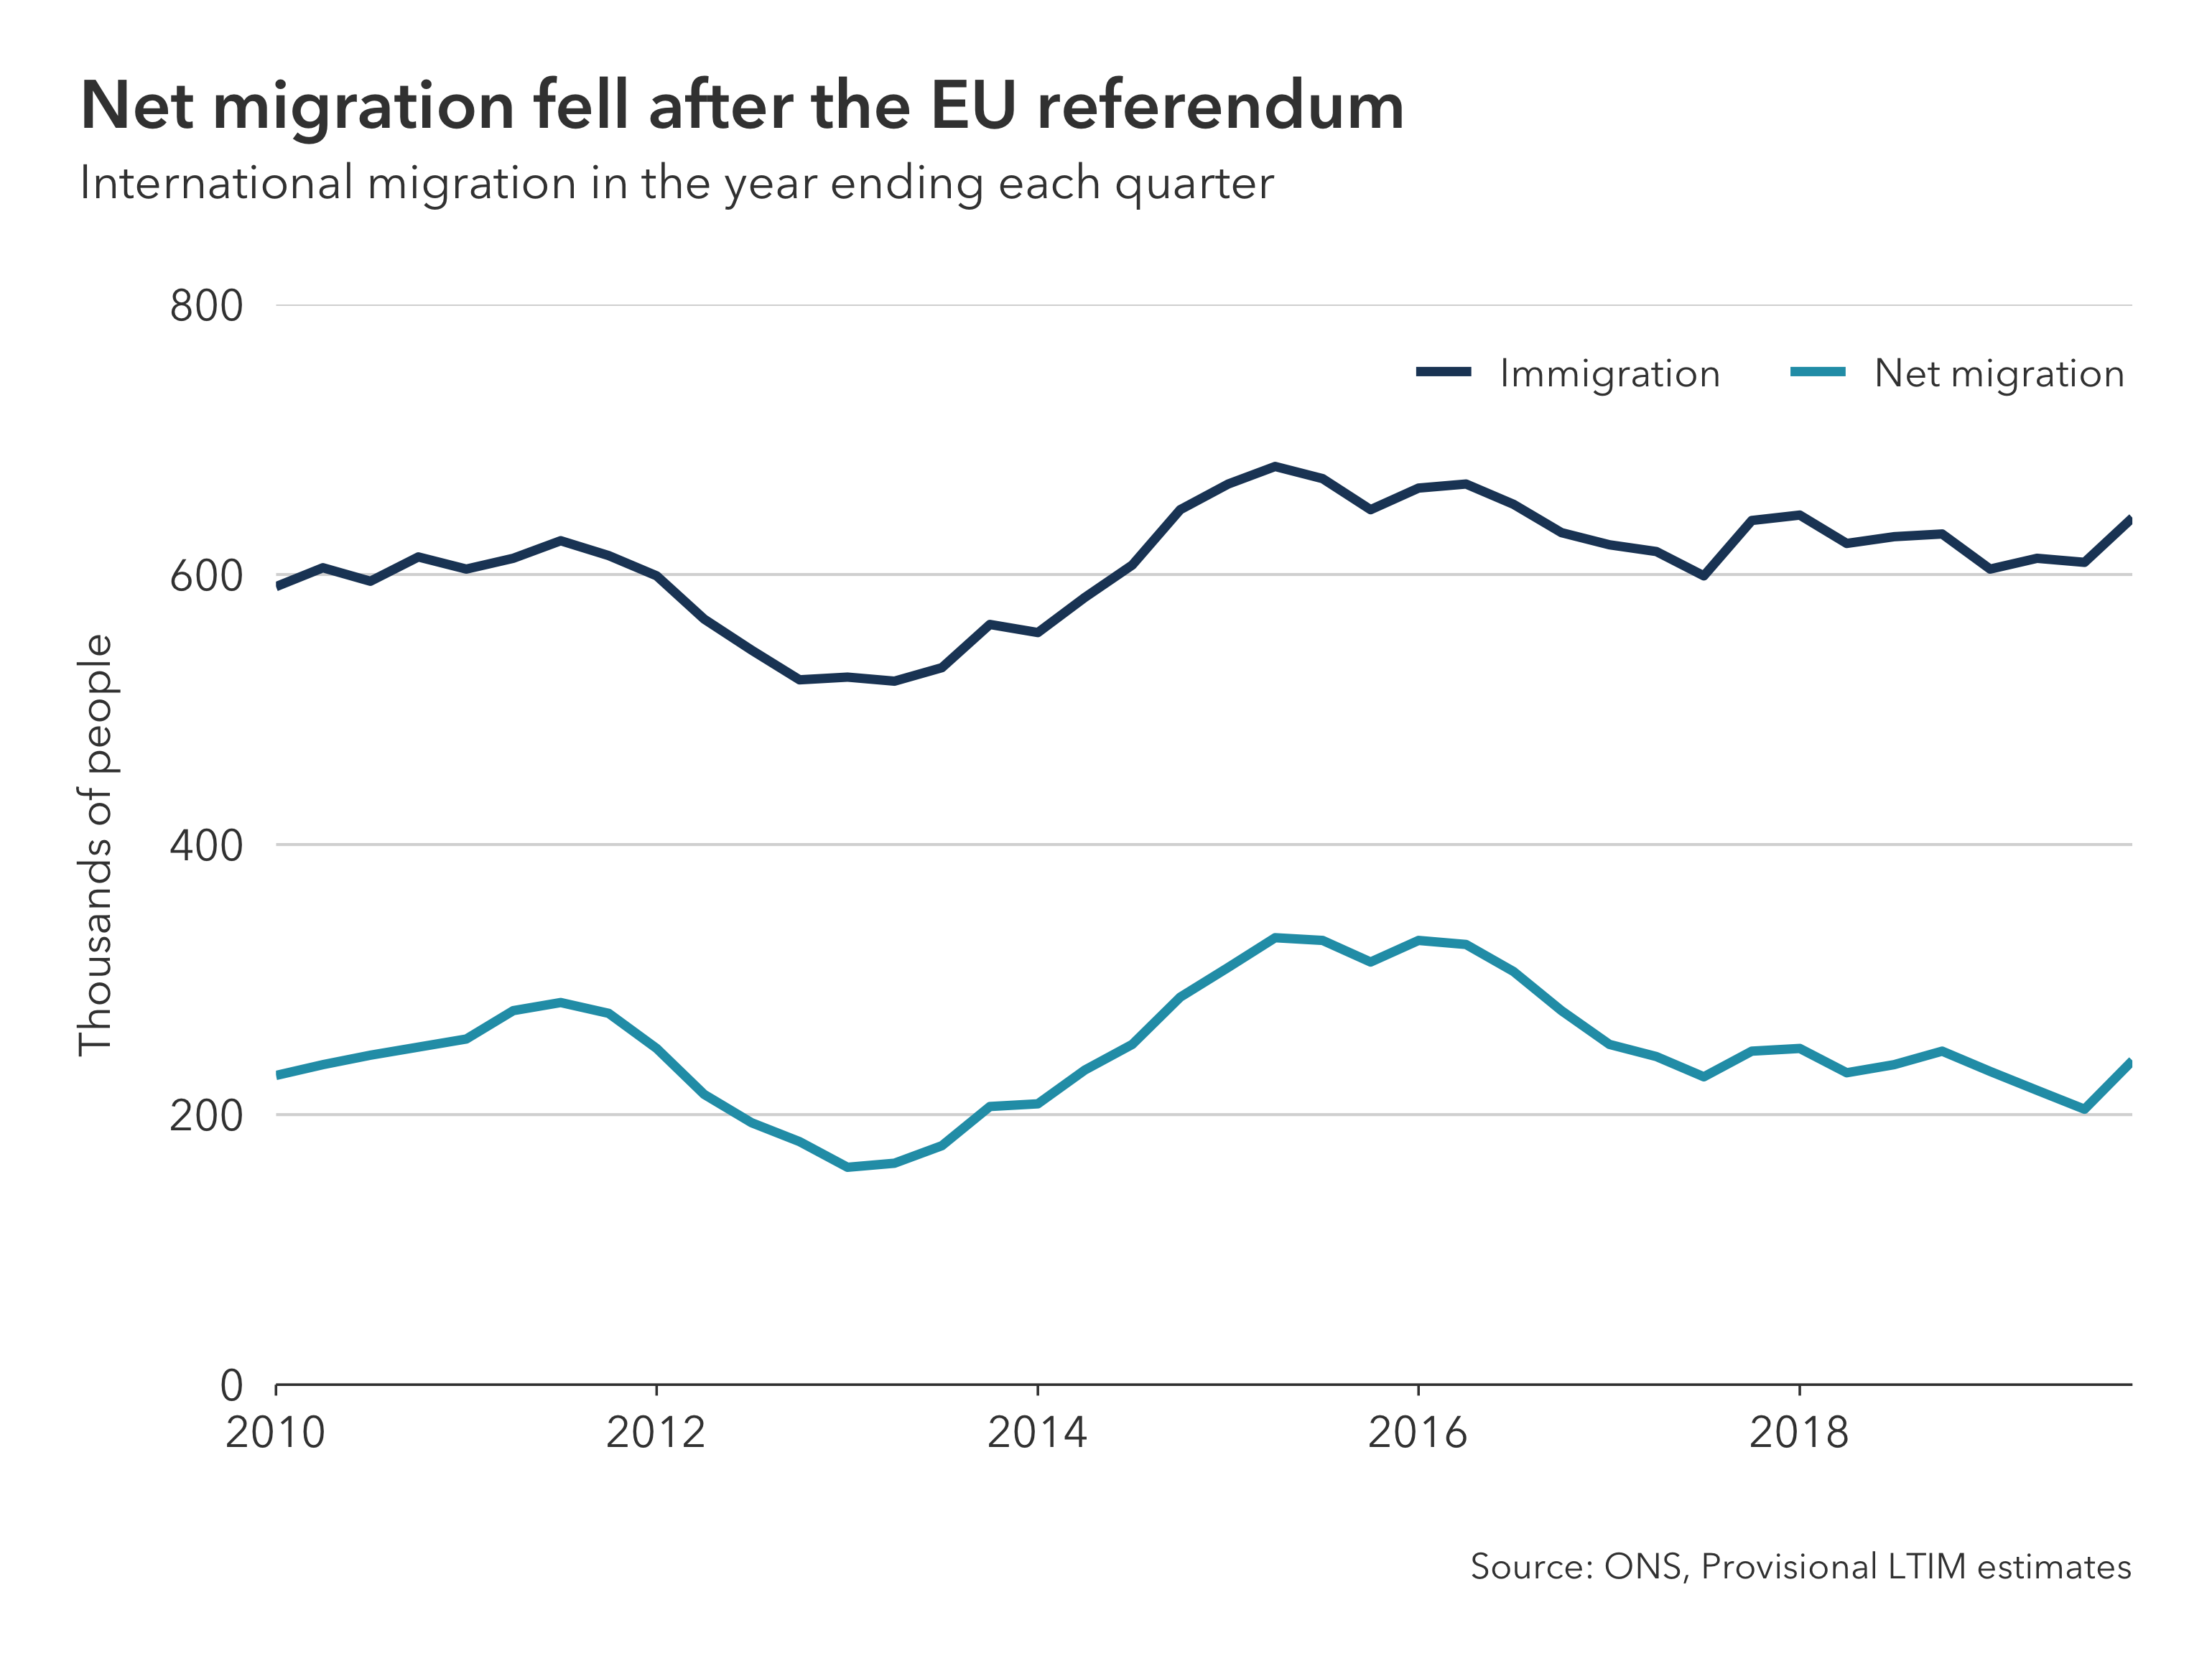 Net migration fell after the EU referendum
International migration in the year ending each quarter
800
Immigration Net migration
600
Thousands of people
400
200
0
2010 2012 2014 2016 2018
Source: ONS, Provisional LTIM estimates